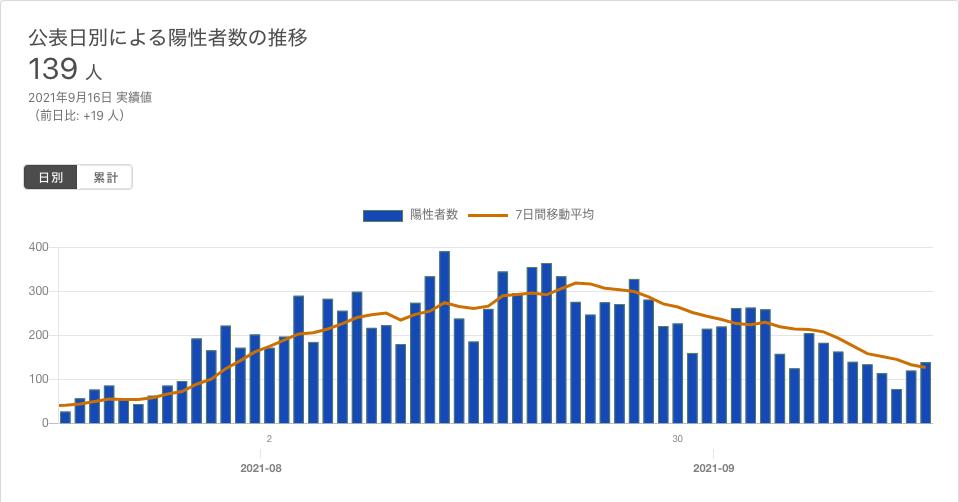 公表日別による陽性者数の推移
139 人
2021年9月16日 実績値
（前日比: +19 人）
日別 累計
陽性者数 7日間移動平均
400
300
200
100
0
2 30
2021-08 2021-09